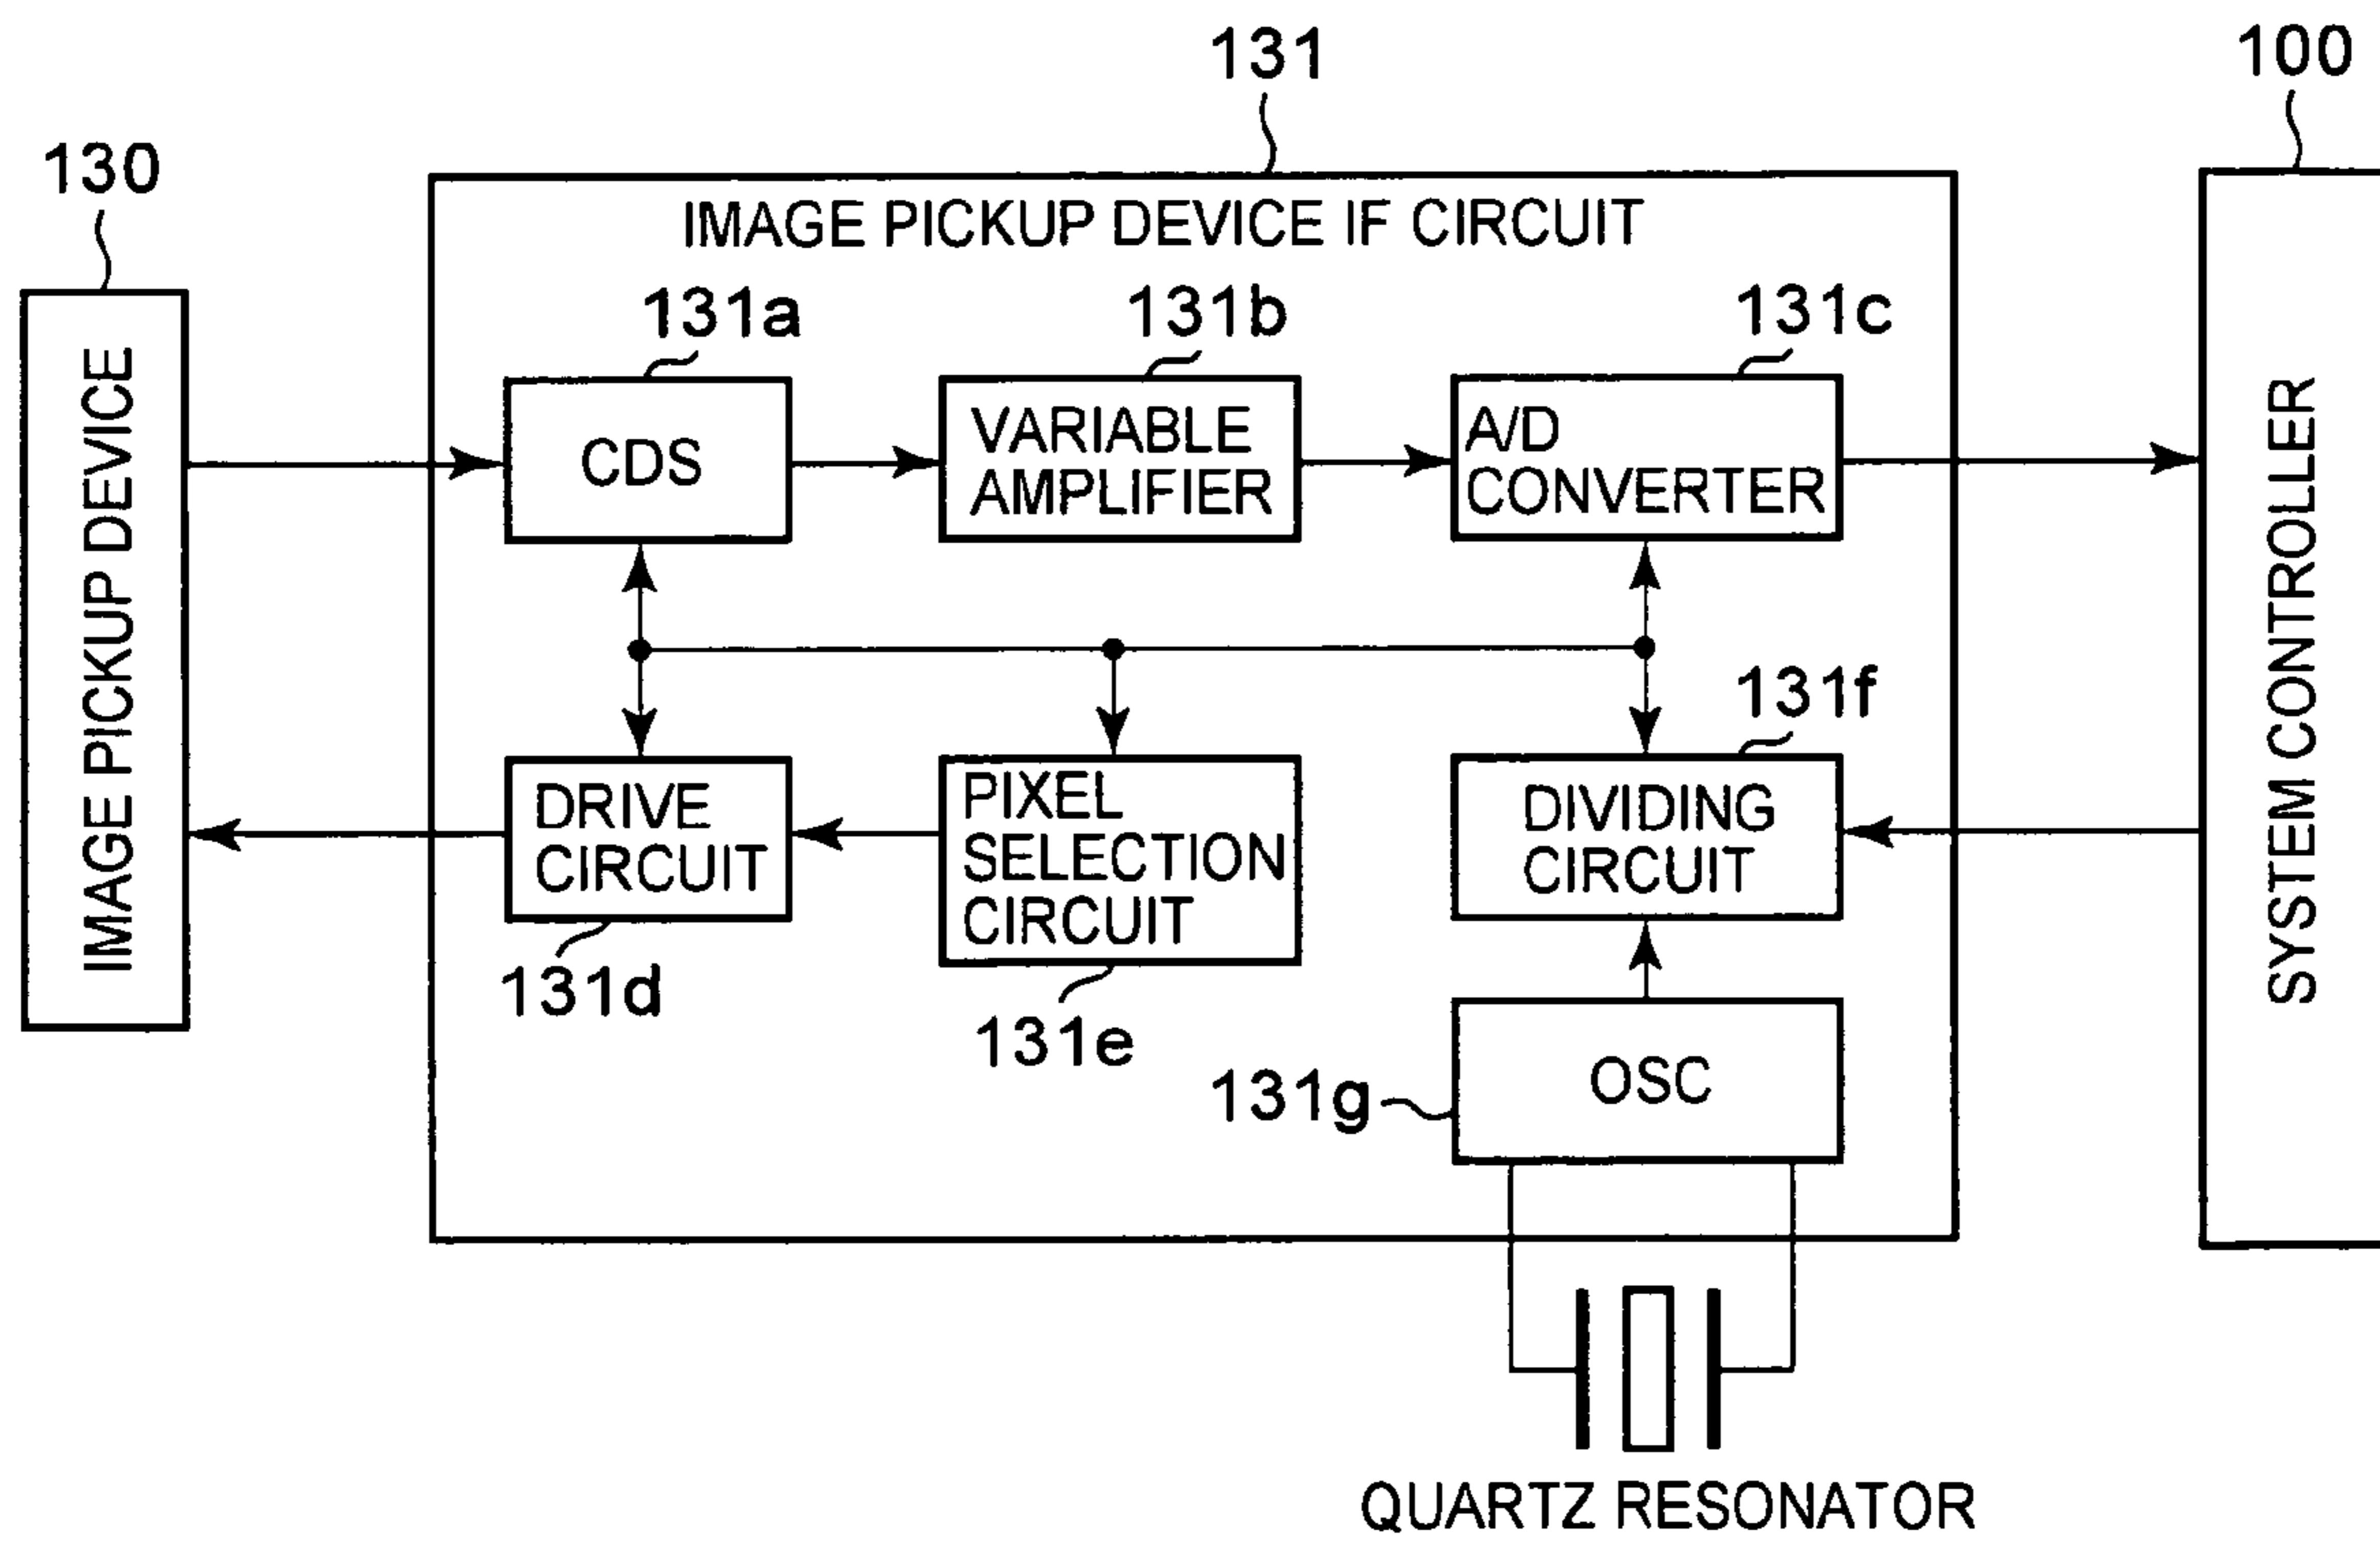 131
100
130
IMAGE PICKUP DEVICE IF CIRCUIT
131a
131b
131c
IMAGE PICKUP DEVICE
CDS
VARIABLE
AMPLIFIER
A/D
CONVERTER
SYSTEM CONTROLLER
131f
DRIVE
CIRCUIT
PIXEL
SELECTION
CIRCUIT
DIVIDING
CIRCUIT
131d
131e
131g
OSC
QUARTZ RESONATOR